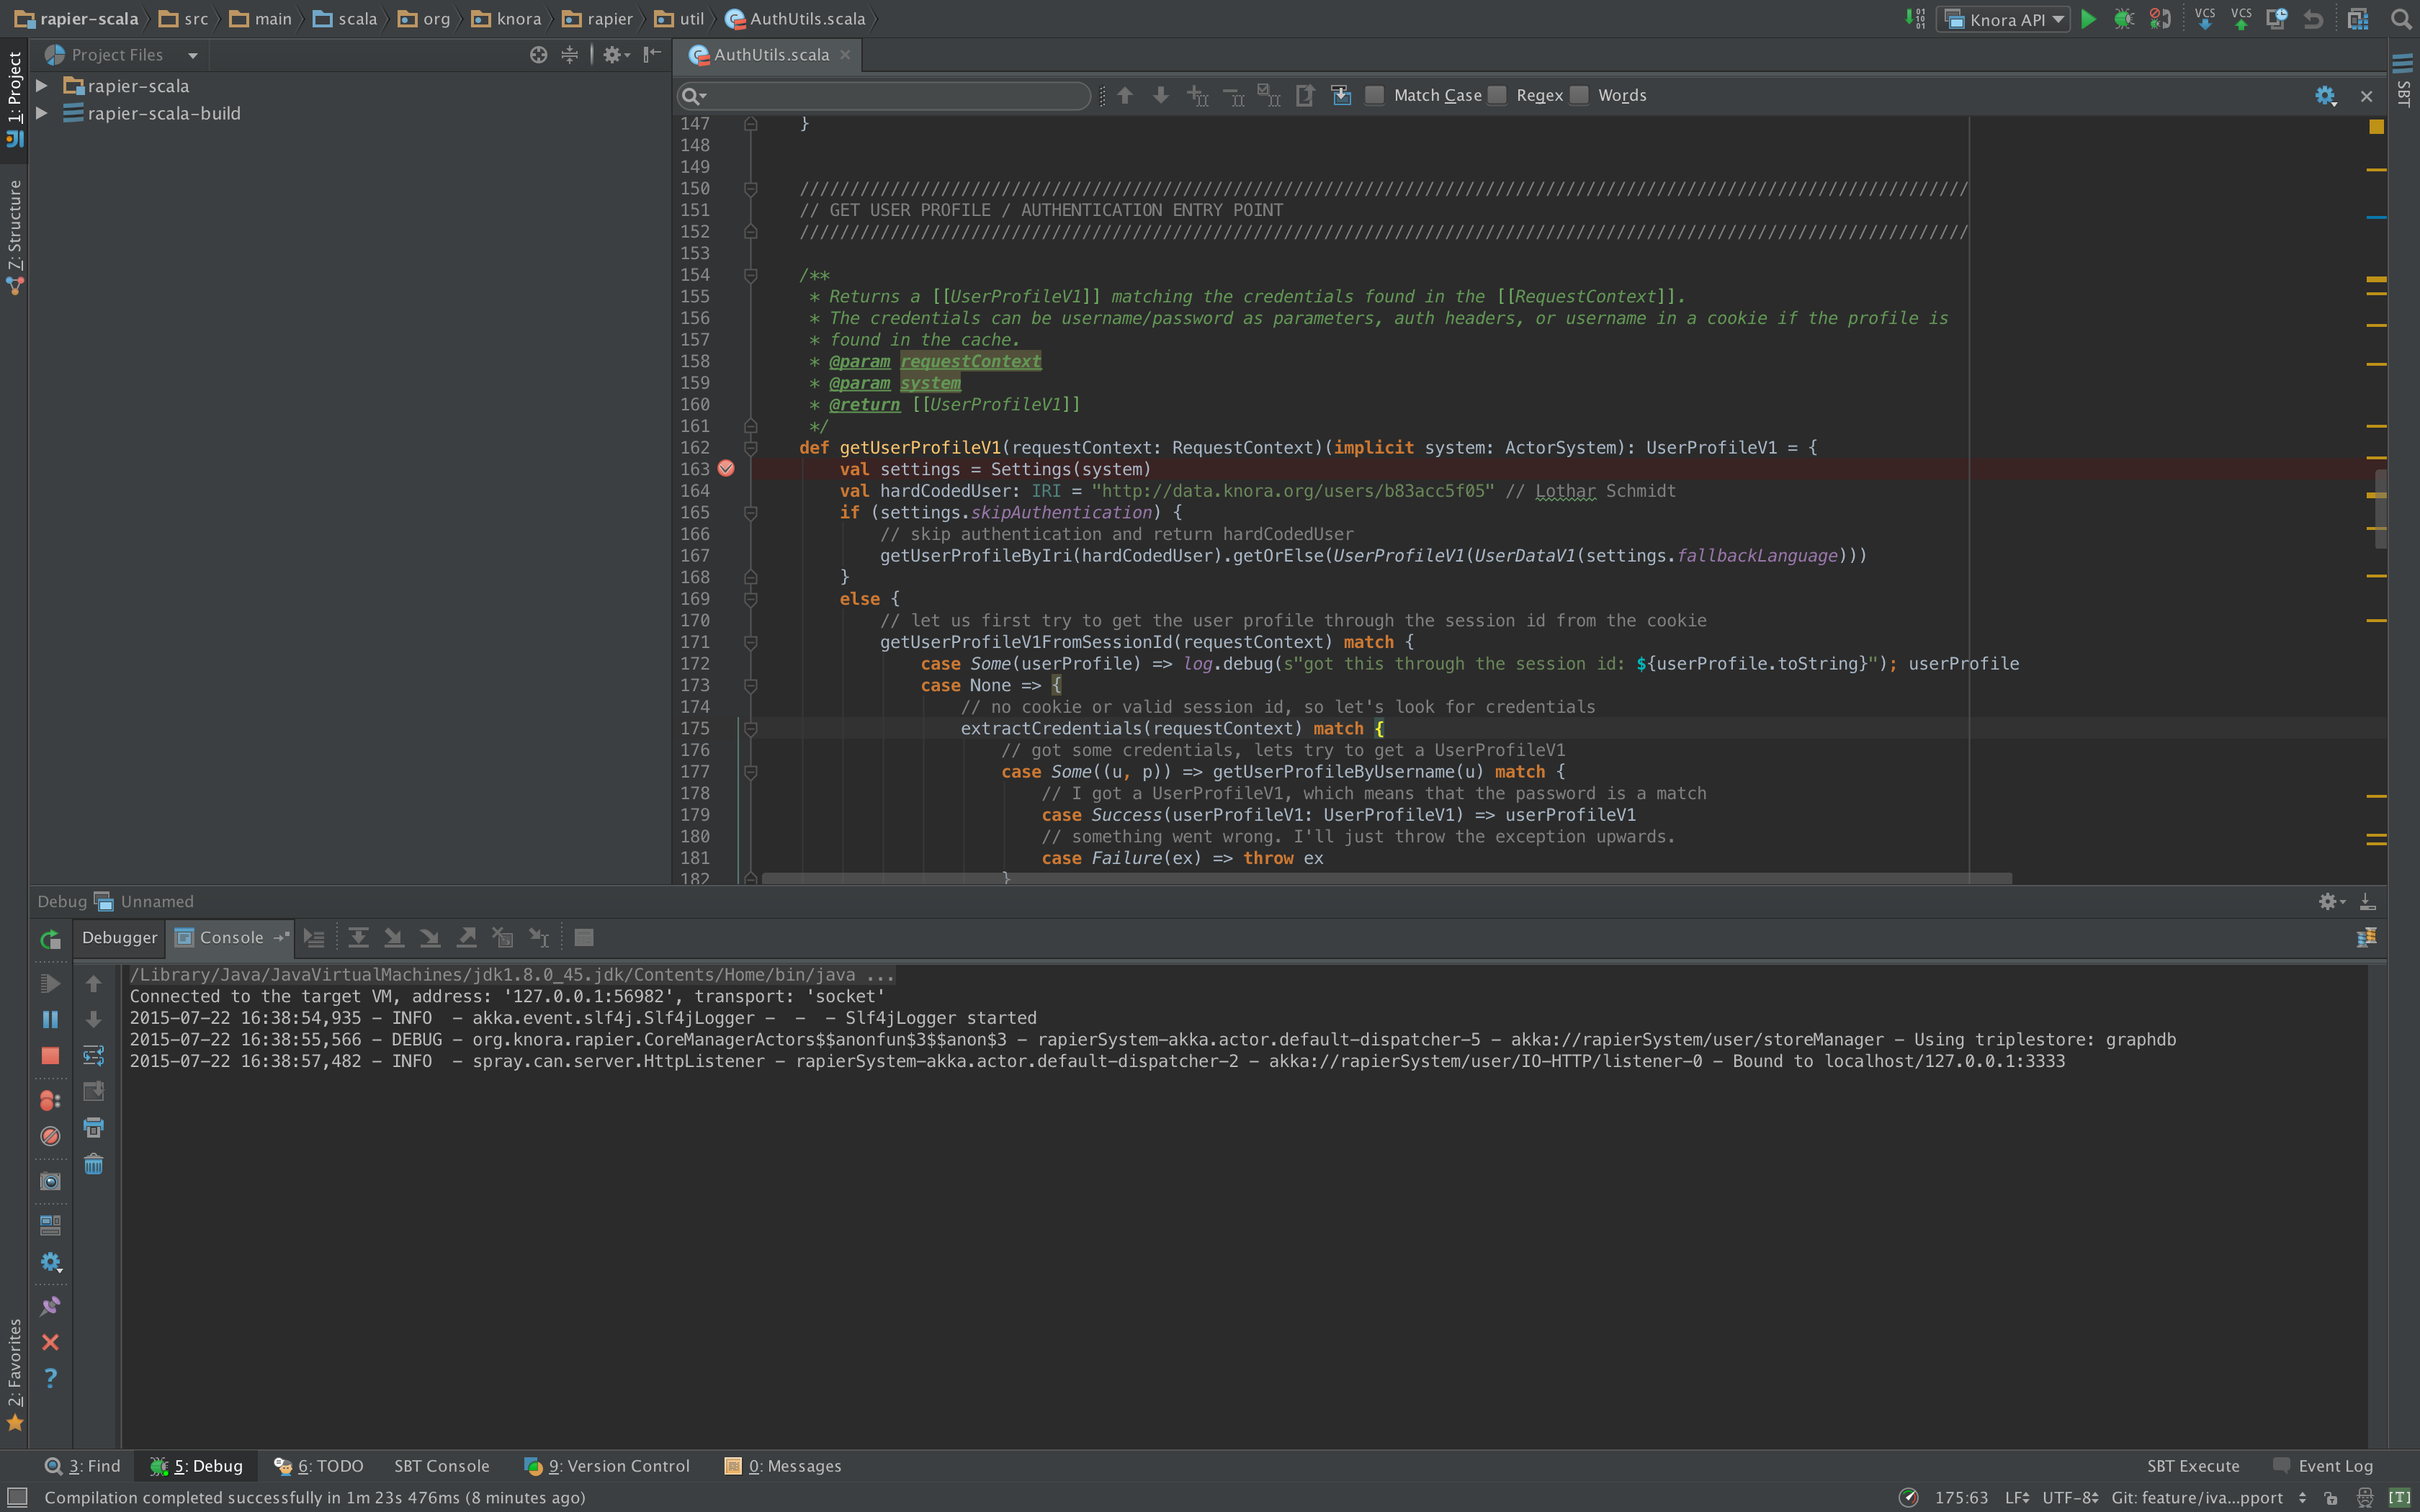 rapier-scala src main scala org knora rapier util AuthUtils.scala
Knora API
VCS VCS
1: Project
7: Structure
2: Favorites
SBT
Project Files
rapier-scala
rapier-scala-build
AuthUtils.scala
Match Case Regex Words
147 }
148
149
150 ////////////////////////////////////////////////////////////////////////////////////////////////////////////////////
151 // GET USER PROFILE / AUTHENTICATION ENTRY POINT
152 ////////////////////////////////////////////////////////////////////////////////////////////////////////////////////
153
154 /**
155 * Returns a [[UserProfileV1]] matching the credentials found in the [[RequestContext]].
156 * The credentials can be username/password as parameters, auth headers, or username in a cookie if the profile is
157 * found in the cache.
158 * @param requestContext
159 * @param system
160 * @return [[UserProfileV1]]
161 */
162 def getUserProfileV1(requestContext: RequestContext)(implicit system: ActorSystem): UserProfileV1 = {
163 val settings = Settings(system)
164 val hardCodedUser: IRI = "http://data.knora.org/users/b83acc5f05" // Lothar Schmidt
165 if (settings.skipAuthentication) {
166 // skip authentication and return hardCodedUser
167 getUserProfileByIri(hardCodedUser).getOrElse(UserProfileV1(UserDataV1(settings.fallbackLanguage)))
168 }
169 else {
170 // let us first try to get the user profile through the session id from the cookie
171 getUserProfileV1FromSessionId(requestContext) match {
172 case Some(userProfile) => log.debug(s"got this through the session id: ${userProfile.toString}"); userProfile
173 case None => {
174 // no cookie or valid session id, so let's look for credentials
175 extractCredentials(requestContext) match {
176 // got some credentials, lets try to get a UserProfileV1
177 case Some((u, p)) => getUserProfileByUsername(u) match {
178 // I got a UserProfileV1, which means that the password is a match
179 case Success(userProfileV1: UserProfileV1) => userProfileV1
180 // something went wrong. I'll just throw the exception upwards.
181 case Failure(ex) => throw ex
182 }
Debug Unnamed
Debugger Console
/Library/Java/JavaVirtualMachines/jdk1.8.0_45.jdk/Contents/Home/bin/java ...
Connected to the target VM, address: '127.0.0.1:56982', transport: 'socket'
2015-07-22 16:38:54,935 - INFO  - akka.event.slf4j.Slf4jLogger -  -  - Slf4jLogger started
2015-07-22 16:38:55,566 - DEBUG - org.knora.rapier.CoreManagerActors$$anonfun$3$$anon$3 - rapierSystem-akka.actor.default-dispatcher-5 - akka://rapierSystem/user/storeManager - Using triplestore: graphdb
2015-07-22 16:38:57,482 - INFO  - spray.can.server.HttpListener - rapierSystem-akka.actor.default-dispatcher-2 - akka://rapierSystem/user/IO-HTTP/listener-0 - Bound to localhost/127.0.0.1:3333
3: Find 5: Debug 6: TODO SBT Console 9: Version Control 0: Messages SBT Execute Event Log
Compilation completed successfully in 1m 23s 476ms (8 minutes ago) 175:63 LF UTF-8 Git: feature/iva...pport [T]